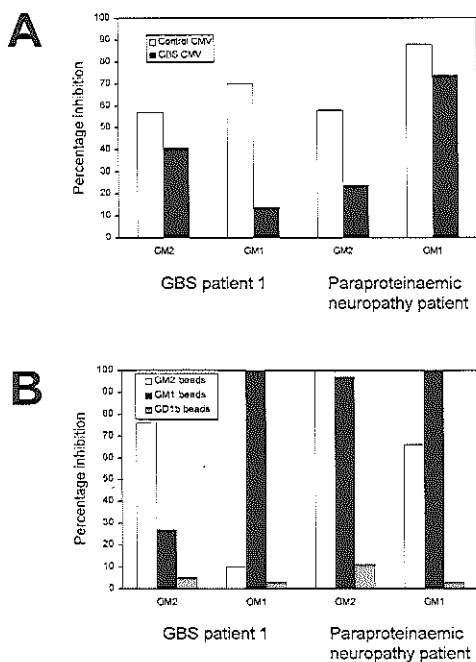 A
Percentage inhibition
100
90
80
70
60
50
40
30
20
10
0
Control CMV
GBS CMV
GM2
GM1
GM2
GM1
GBS patient 1
Paraproteinaemic
neuropathy patient
B
Percentage inhibition
100
90
80
70
60
50
40
30
20
10
0
GM2 beads
GM1 beads
GD1b beads
GM2
GM1
GM2
GM1
GBS patient 1
Paraproteinaemic
neuropathy patient